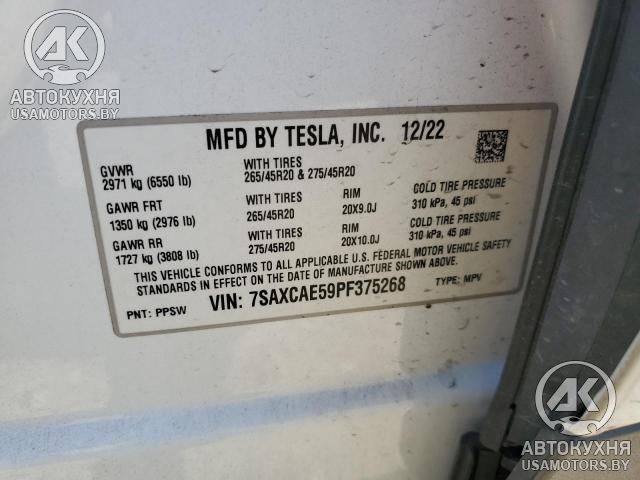 АК
АВТОКУХНЯ
USAMOTORS.BY
MFD BY TESLA, INC. 12/22
GVWR
2971 kg (6550 lb)
WITH TIRES
265/45R20 & 275/45R20
GAWR FRT
1350 kg (2976 lb)
WITH TIRES
265/45R20
RIM
20X9.0J
COLD TIRE PRESSURE
310 kPa, 45 psi
GAWR RR
1727 kg (3808 lb)
WITH TIRES
275/45R20
RIM
20X10.0J
COLD TIRE PRESSURE
310 kPa, 45 psi
THIS VEHICLE CONFORMS TO ALL APPLICABLE U.S. FEDERAL MOTOR VEHICLE SAFETY
STANDARDS IN EFFECT ON THE DATE OF MANUFACTURE SHOWN ABOVE.
PNT: PPSW VIN: 7SAXCAE59PF375268 TYPE: MPV
АК
АВТОКУХНЯ
USAMOTORS.BY